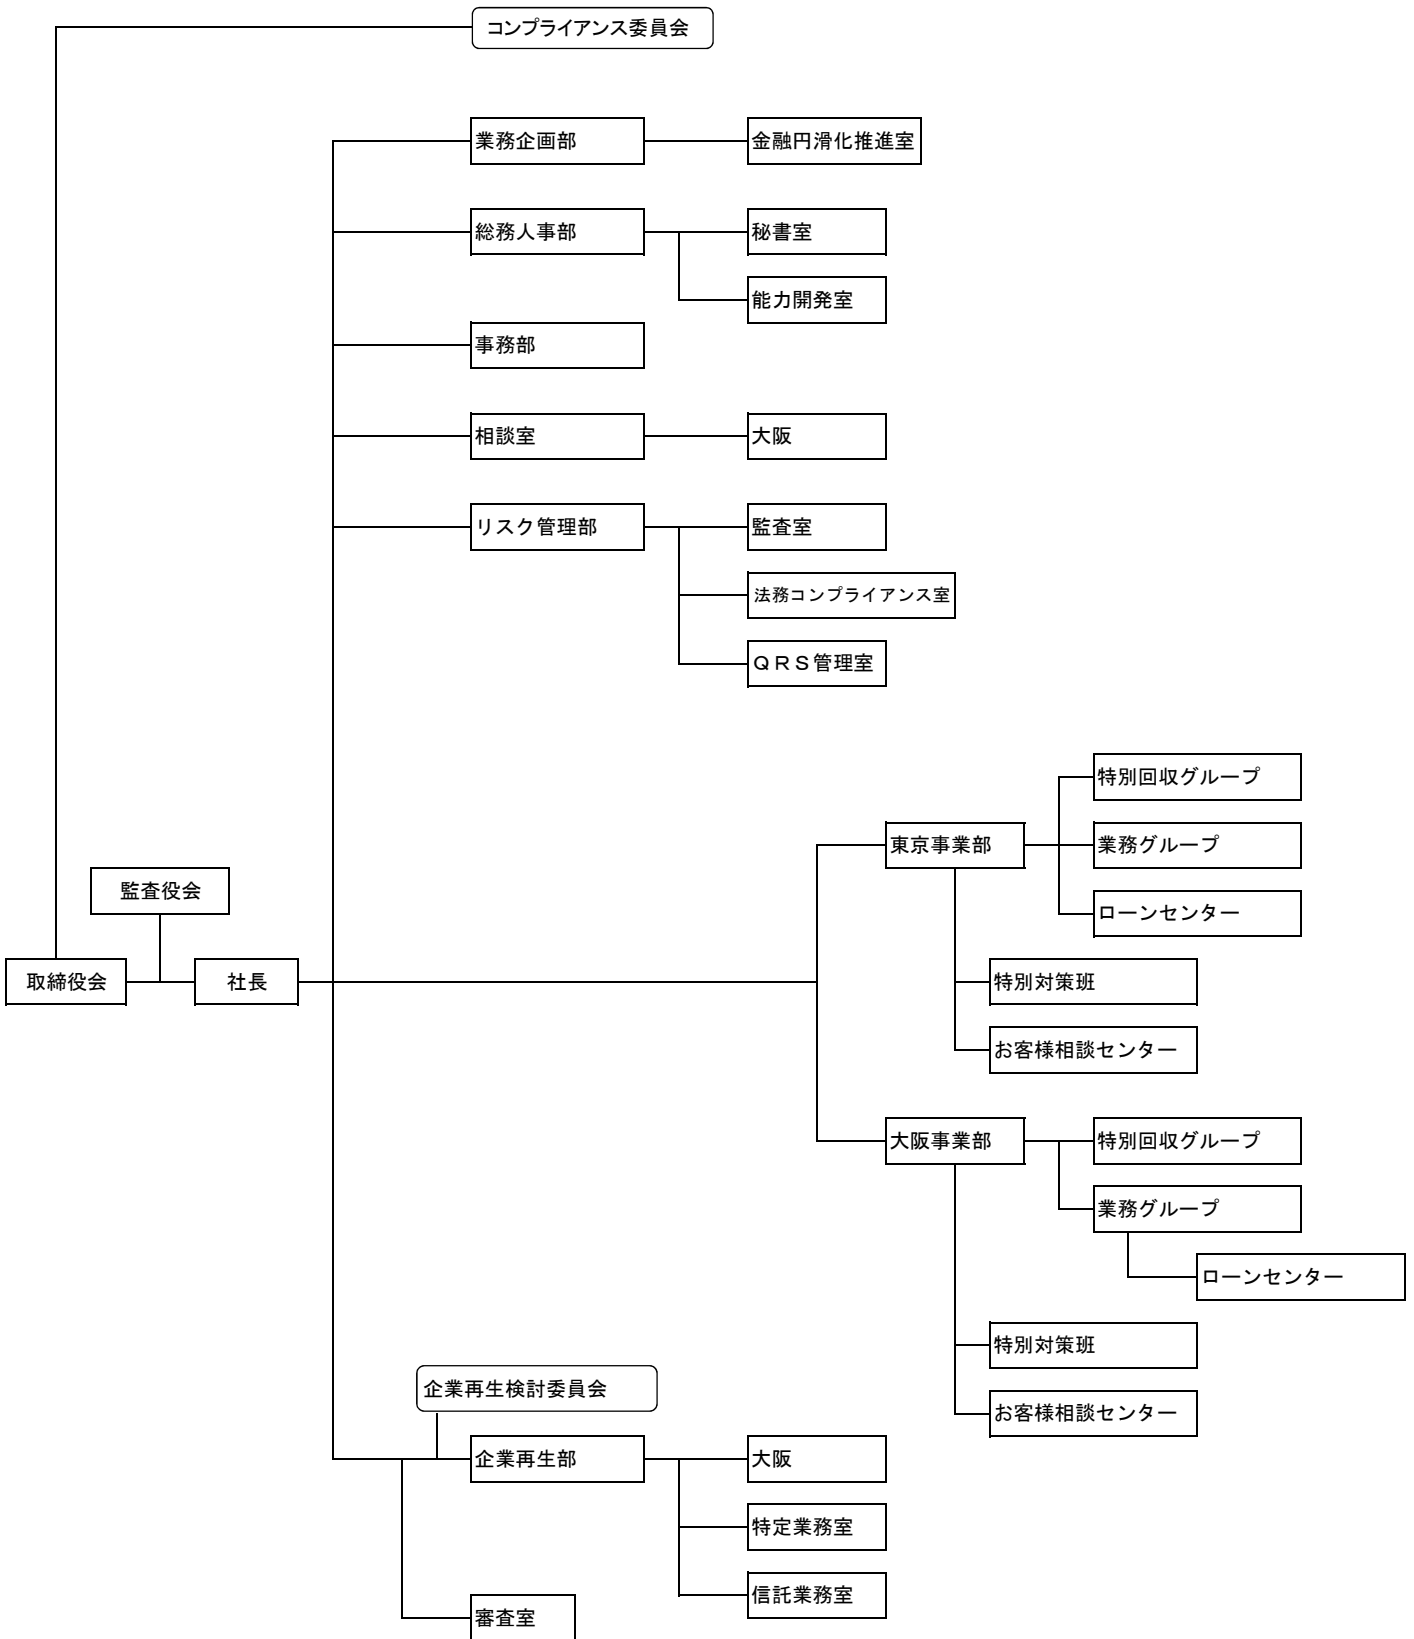 コンプライアンス委員会
業務企画部
金融円滑化推進室
総務人事部
秘書室
能力開発室
事務部
相談室
大阪
リスク管理部
監査室
法務コンプライアンス室
QRS管理室
特別回収グループ
東京事業部
業務グループ
監査役会
ローンセンター
取締役会
社長
特別対策班
お客様相談センター
大阪事業部
特別回収グループ
業務グループ
ローンセンター
特別対策班
企業再生検討委員会
お客様相談センター
企業再生部
大阪
特定業務室
信託業務室
審査室